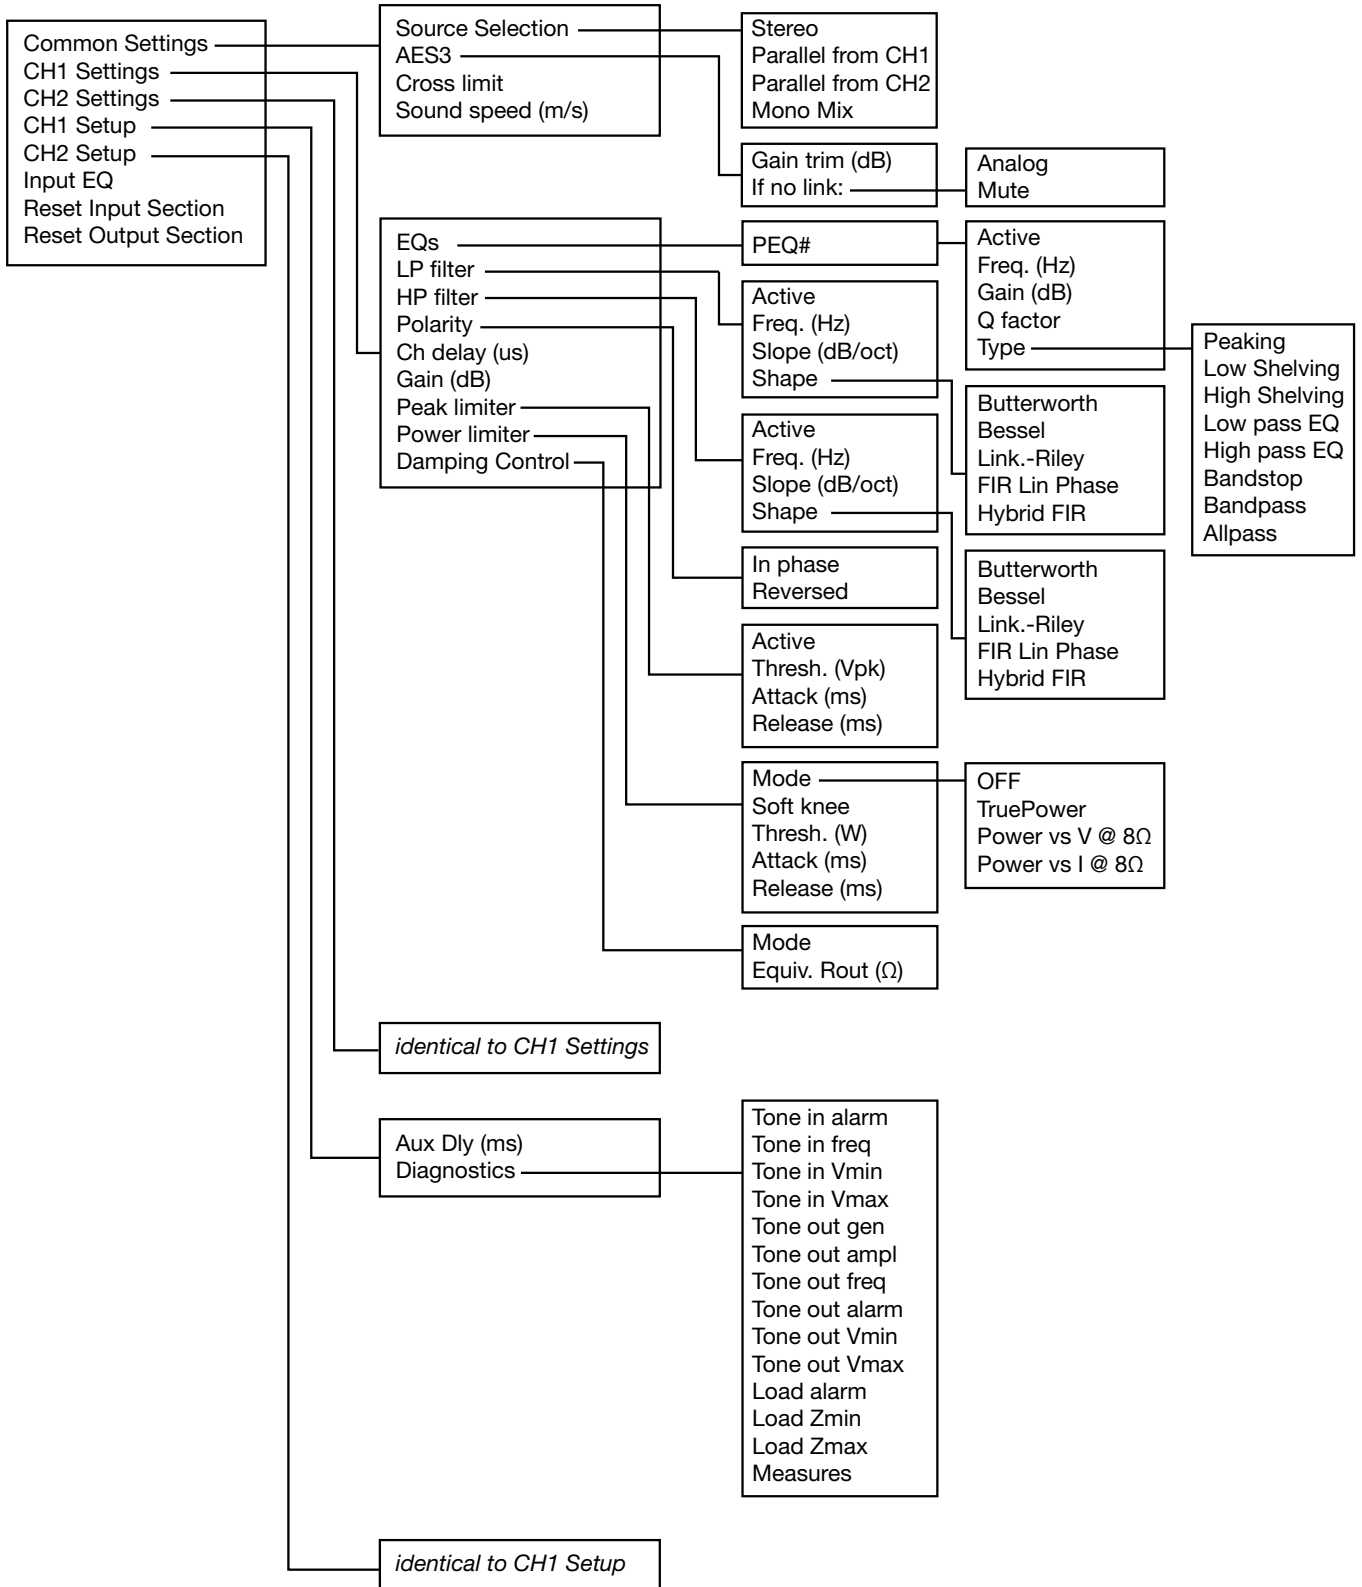 Common Settings
CH1 Settings
CH2 Settings
CH1 Setup
CH2 Setup
Input EQ
Reset Input Section
Reset Output Section
Source Selection
AES3
Cross limit
Sound speed (m/s)
Stereo
Parallel from CH1
Parallel from CH2
Mono Mix
Gain trim (dB)
If no link:
Analog
Mute
EQs
LP filter
HP filter
Polarity
Ch delay (us)
Gain (dB)
Peak limiter
Power limiter
Damping Control
PEQ#
Active
Freq. (Hz)
Gain (dB)
Q factor
Type
Peaking
Low Shelving
High Shelving
Low pass EQ
High pass EQ
Bandstop
Bandpass
Allpass
Active
Freq. (Hz)
Slope (dB/oct)
Shape
Butterworth
Bessel
Link.-Riley
FIR Lin Phase
Hybrid FIR
Active
Freq. (Hz)
Slope (dB/oct)
Shape
Butterworth
Bessel
Link.-Riley
FIR Lin Phase
Hybrid FIR
In phase
Reversed
Active
Thresh. (Vpk)
Attack (ms)
Release (ms)
Mode
Soft knee
Thresh. (W)
Attack (ms)
Release (ms)
OFF
TruePower
Power vs V @ 8Ω
Power vs I @ 8Ω
Mode
Equiv. Rout (Ω)
identical to CH1 Settings
Aux Dly (ms)
Diagnostics
Tone in alarm
Tone in freq
Tone in Vmin
Tone in Vmax
Tone out gen
Tone out ampl
Tone out freq
Tone out alarm
Tone out Vmin
Tone out Vmax
Load alarm
Load Zmin
Load Zmax
Measures
identical to CH1 Setup